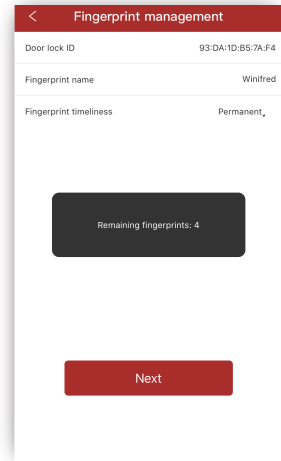 Fingerprint management
Door lock ID 93:DA:1D:B5:7A:F4
Fingerprint name Winifred
Fingerprint timeliness Permanent
Remaining fingerprints: 4
Next